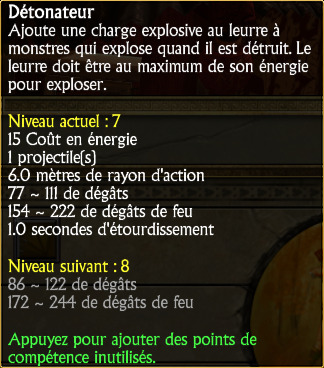 Détonateur
Ajoute une charge explosive au leurre à
monstres qui explose quand il est détruit. Le
leurre doit être au maximum de son énergie
pour exploser.
Niveau actuel : 7
15 Coût en énergie
1 projectile(s)
6.0 mètres de rayon d'action
77 ~ 111 de dégâts
154 ~ 222 de dégâts de feu
1.0 secondes d'étourdissement
Niveau suivant : 8
86 ~ 122 de dégâts
172 ~ 244 de dégâts de feu
Appuyez pour ajouter des points de
compétence inutilisés.